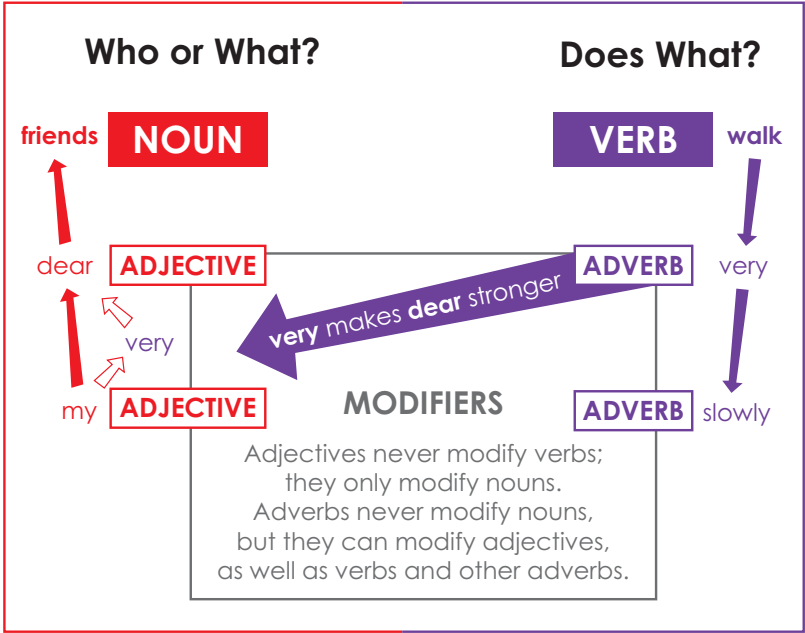 Who or What?
Does What?
friends NOUN
VERB walk
dear ADJECTIVE
ADVERB very
very makes dear stronger
very
my ADJECTIVE
MODIFIERS
ADVERB slowly
Adjectives never modify verbs;
they only modify nouns.
Adverbs never modify nouns,
but they can modify adjectives,
as well as verbs and other adverbs.